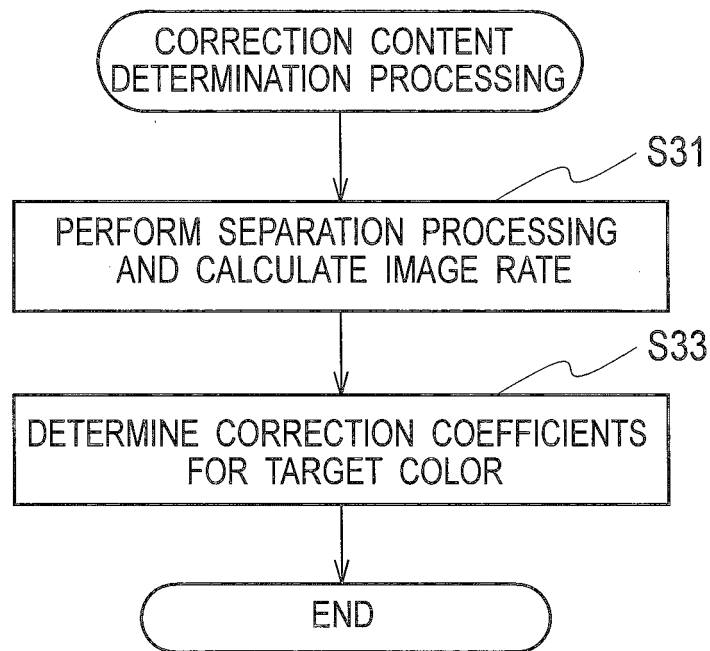 CORRECTION CONTENT
DETERMINATION PROCESSING
S31
PERFORM SEPARATION PROCESSING
AND CALCULATE IMAGE RATE
S33
DETERMINE CORRECTION COEFFICIENTS
FOR TARGET COLOR
END